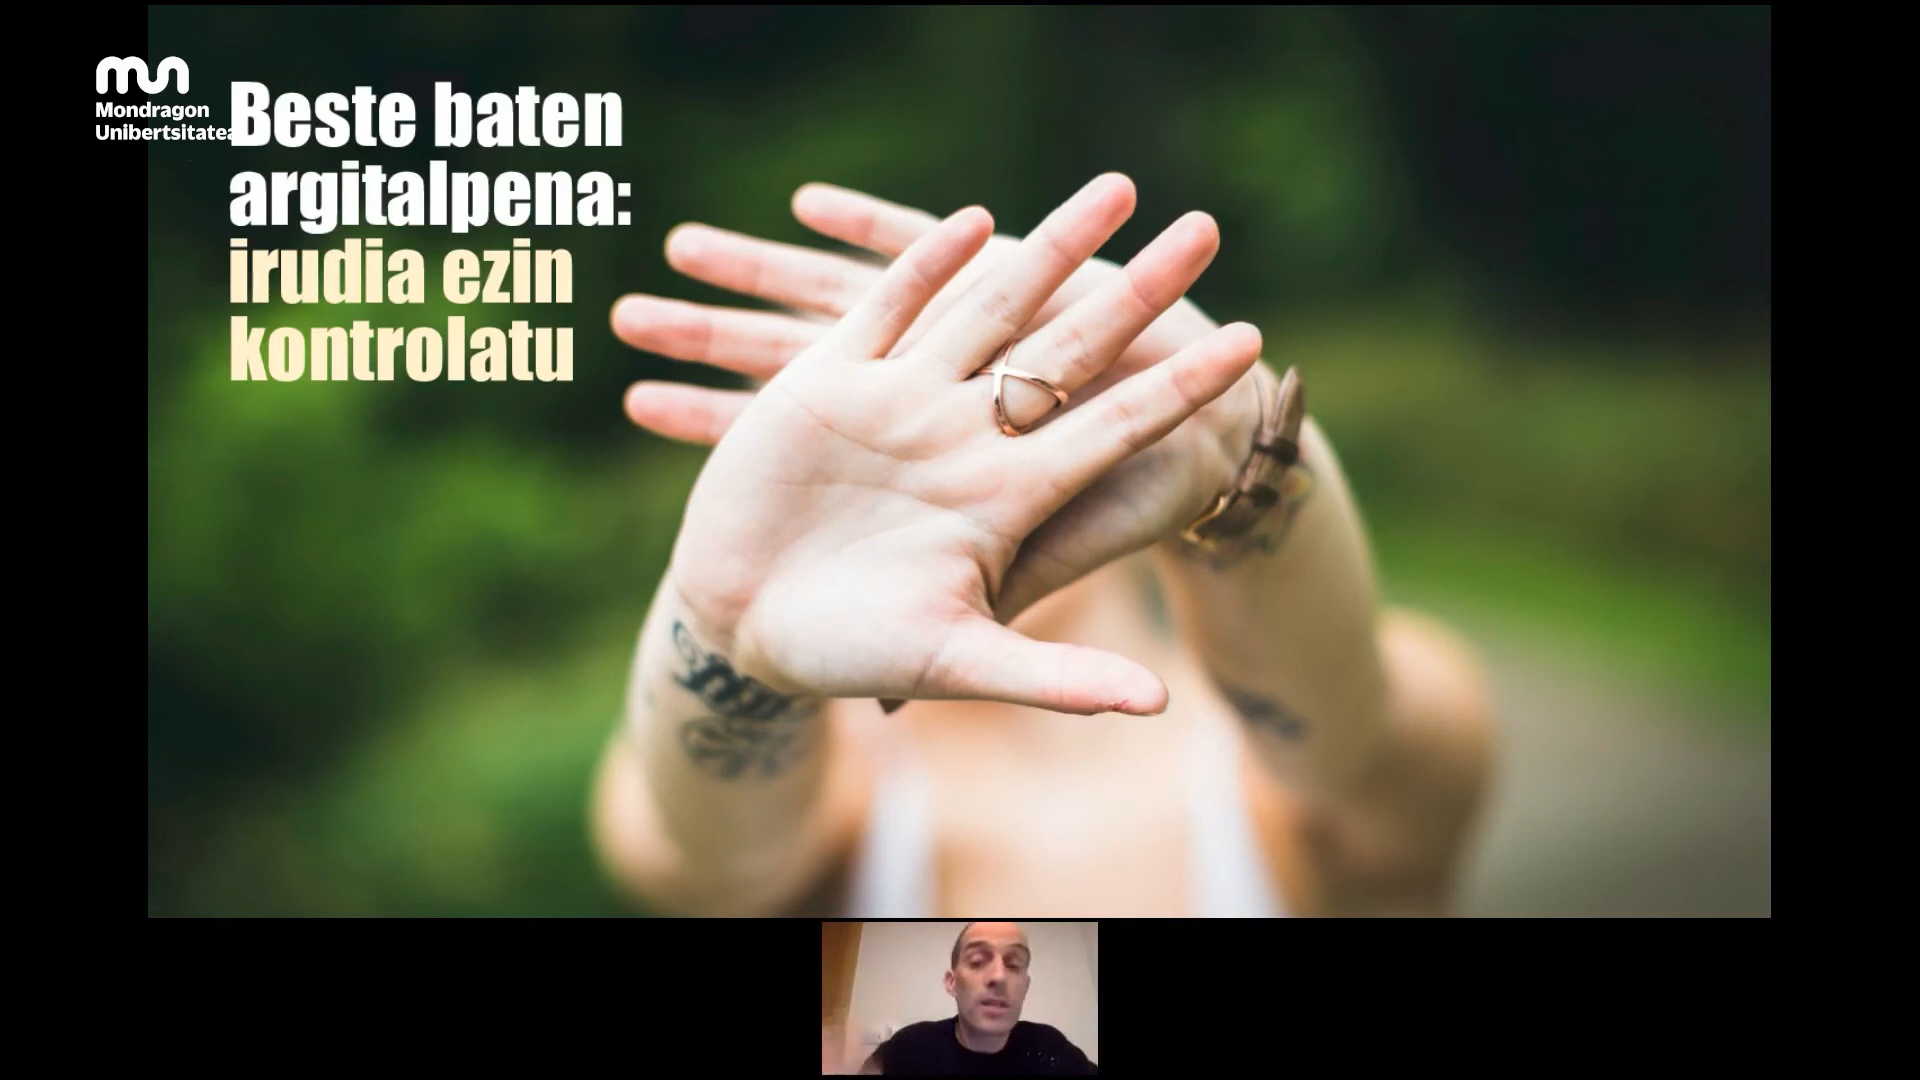 Mondragon
Unibertsitatea
Beste baten
argitalpena:
irudia ezin
kontrolatu